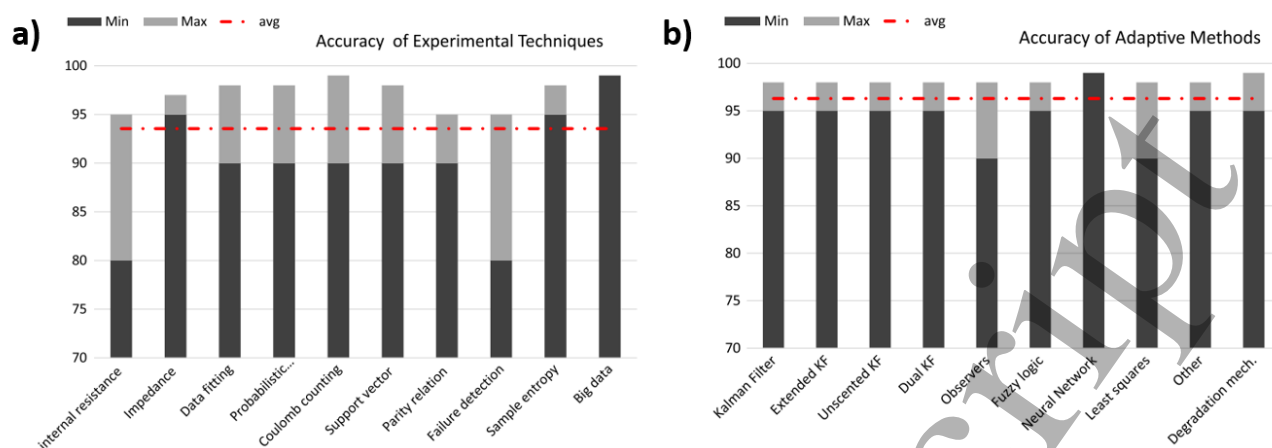 Min Max avg
a)
Accuracy of Experimental Techniques
100
95
90
85
80
75
70
internal resistance
Impedance
Data fitting
Probabilistic...
Coulomb counting
Support vector
Parity relation
Failure detection
Sample entropy
Big data
Min Max avg
b)
Accuracy of Adaptive Methods
100
95
90
85
80
75
70
Kalman Filter
Extended KF
Unscented KF
Dual KF
Observers
Fuzzy logic
Neural Network
Least squares
Other
Degradation mech.
cript